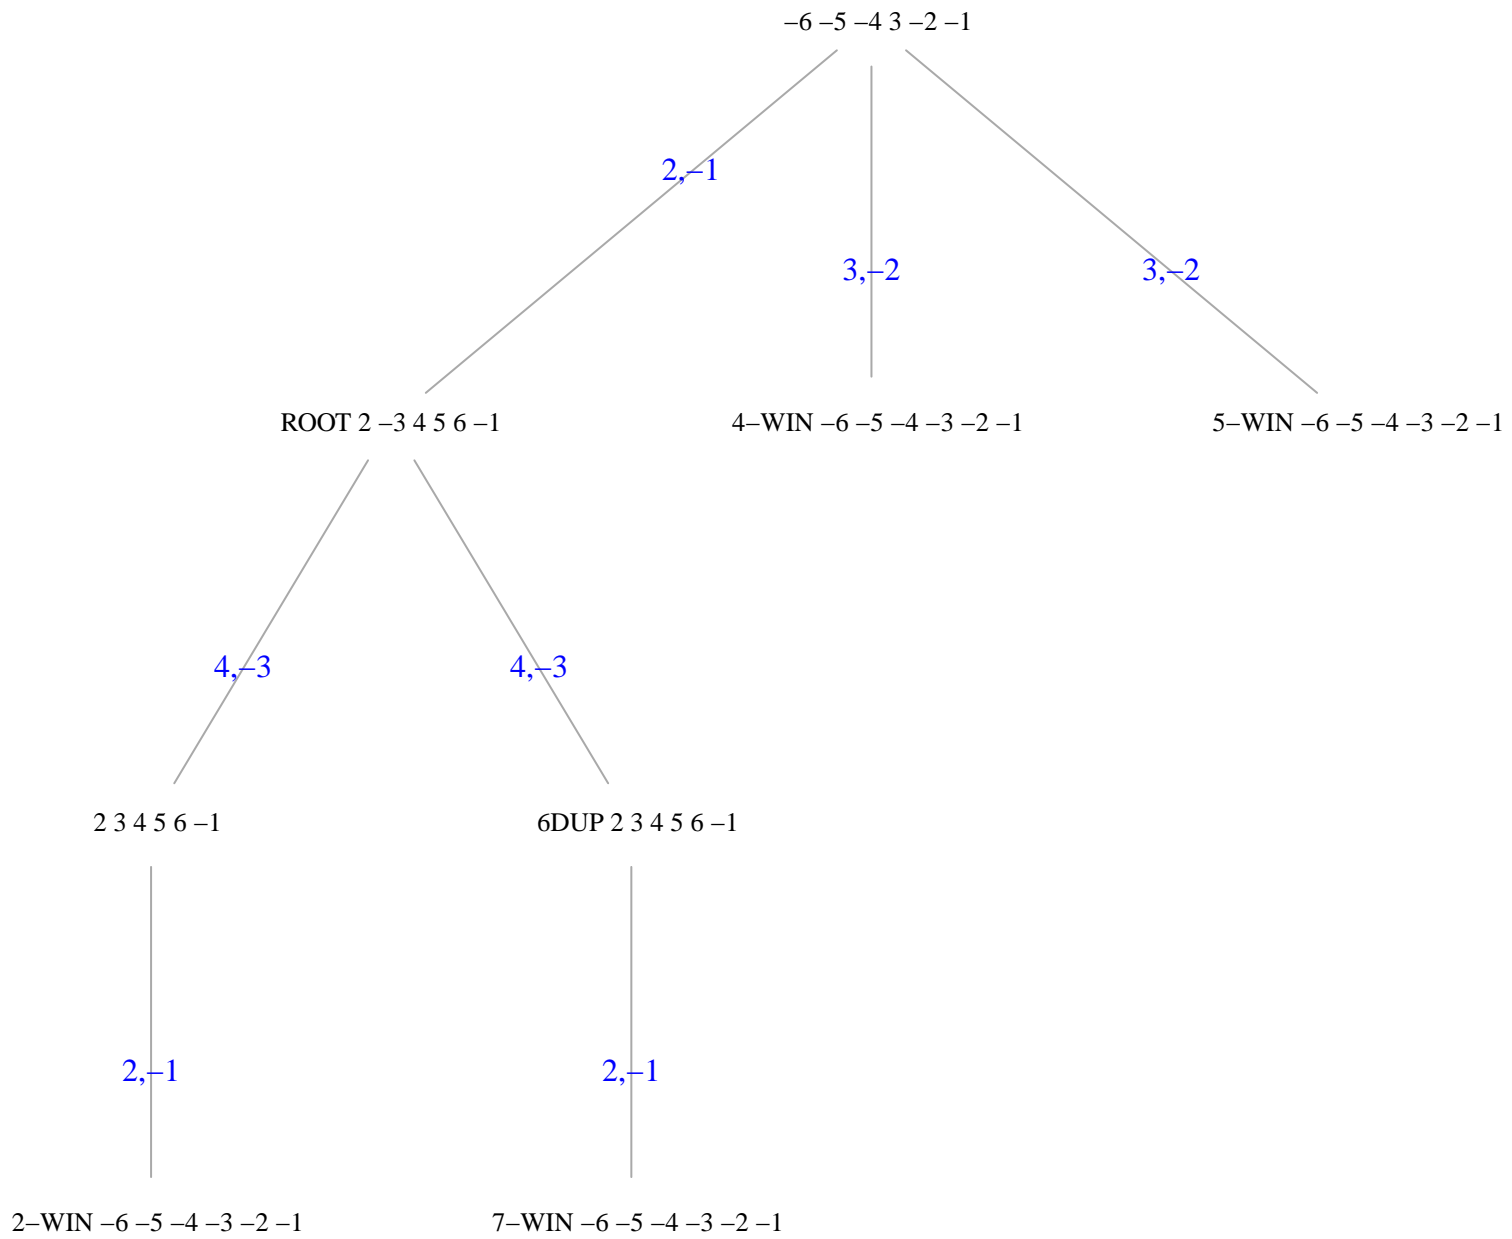 –6 –5 –4 3 –2 –1
2,–1
3,–2
3,–2
ROOT 2 –3 4 5 6 –1
4–WIN –6 –5 –4 –3 –2 –1
5–WIN –6 –5 –4 –3 –2 –1
4,–3
4,–3
2 3 4 5 6 –1
6DUP 2 3 4 5 6 –1
2,–1
2,–1
2–WIN –6 –5 –4 –3 –2 –1
7–WIN –6 –5 –4 –3 –2 –1